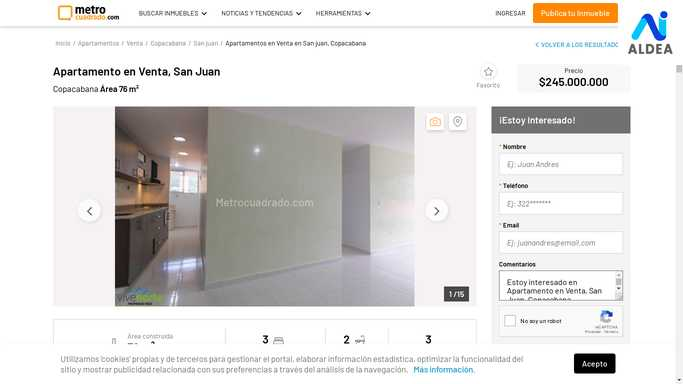 metro
cuadrado.com
BUSCAR INMUEBLES
NOTICIAS Y TENDENCIAS
HERRAMIENTAS
INGRESAR
Publica tu Inmueble
ALDEA
Inicio / Apartamentos / Venta / Copacabana / San juan / Apartamentos en Venta en San juan, Copacabana
VOLVER A LOS RESULTADO
Apartamento en Venta, San Juan
Copacabana Área 76 m²
Favorito
Precio
$245.000.000
Metrocuadrado.com
1 /15
¡Estoy Interesado!
* Nombre
Ej: Juan Andres
* Teléfono
Ej: 322*******
* Email
Ej: juanandres@email.com
Comentarios
Estoy interesado en
Apartamento en Venta, San
Juan, Copacabana
No soy un robot
reCAPTCHA
Privacidad - Términos
Área construida
3
2
3
Utilizamos 'cookies' propias y de terceros para gestionar el portal, elaborar información estadística, optimizar la funcionalidad del
sitio y mostrar publicidad relacionada con sus preferencias a través del análisis de la navegación. Más información.
Acepto